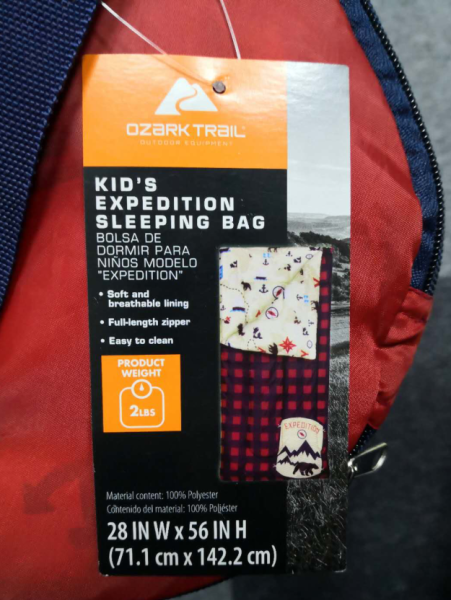 OZARK TRAIL
OUTDOOR EQUIPMENT
KID'S
EXPEDITION
SLEEPING BAG
BOLSA DE
DORMIR PARA
NIÑOS MODELO
"EXPEDITION"
• Soft and
breathable lining
• Full-length zipper
• Easy to clean
PRODUCT
WEIGHT
2LBS
EXPEDITION
Material content: 100% Polyester
Contenido del material: 100% Poliéster
28 IN W x 56 IN H
(71.1 cm x 142.2 cm)